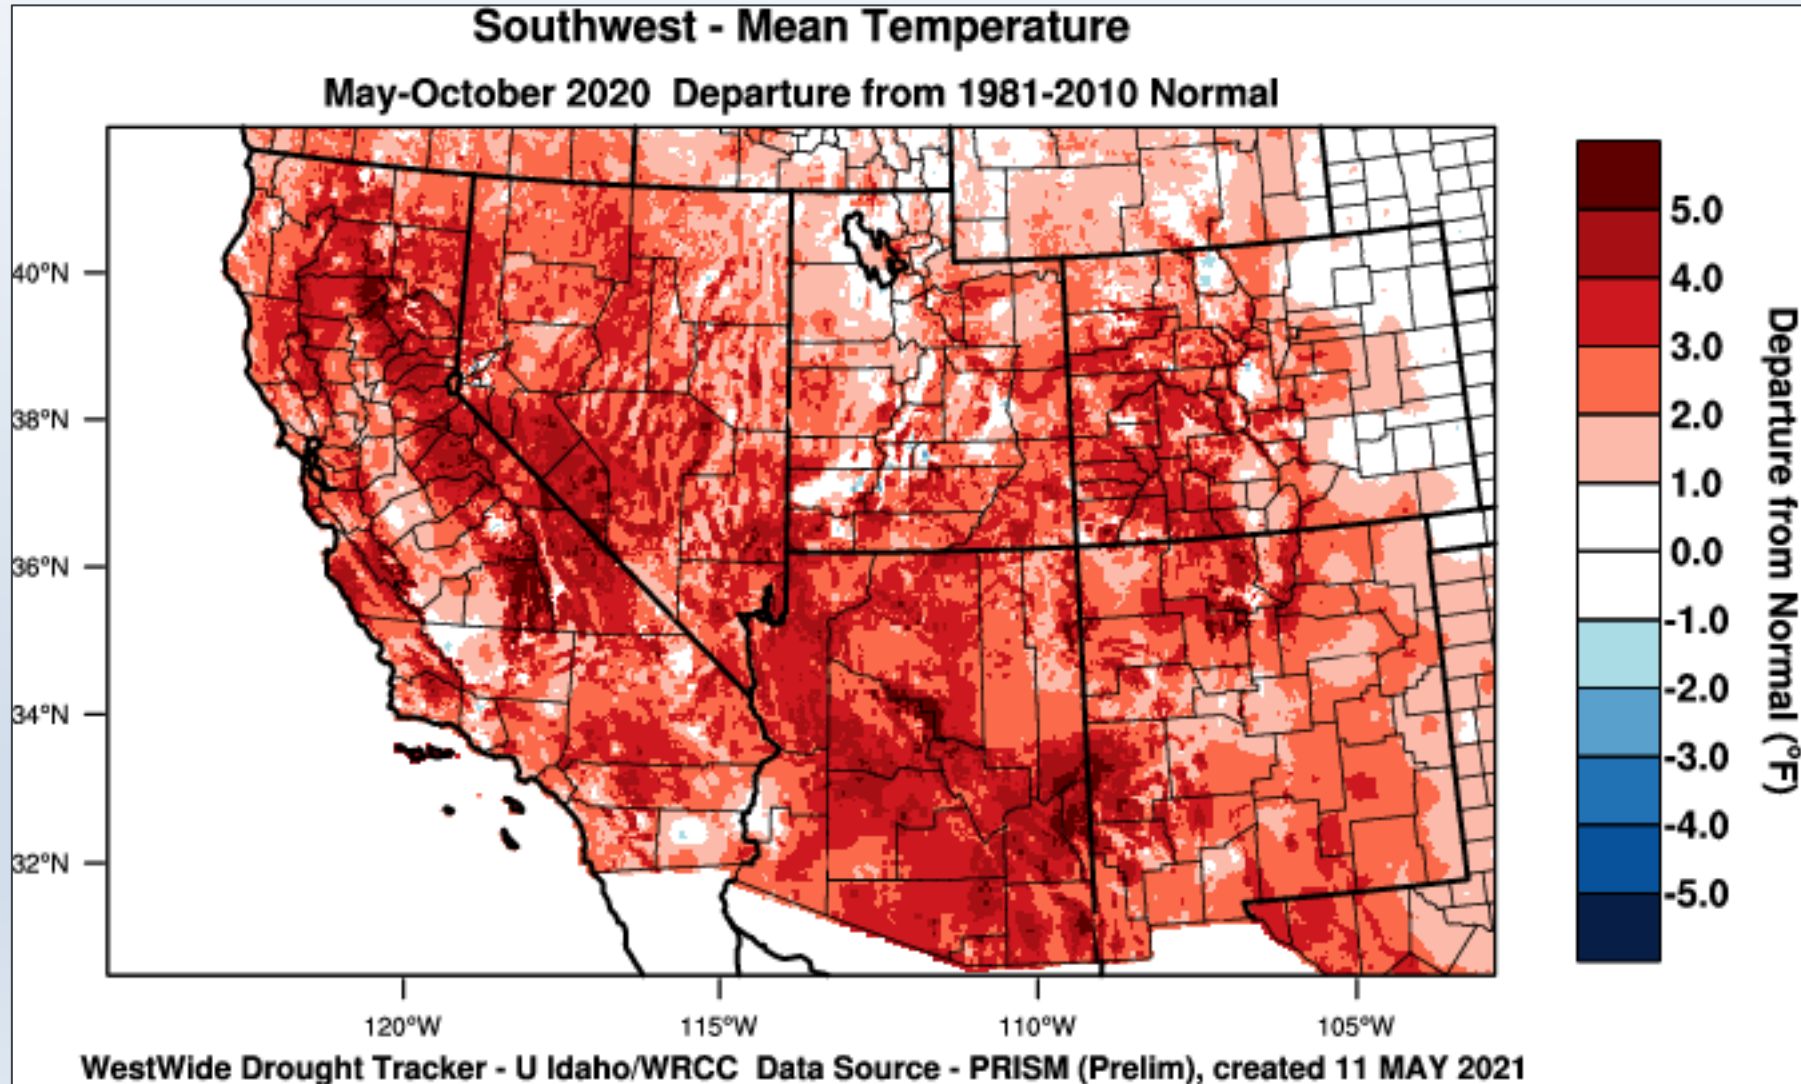 Southwest - Mean Temperature
May-October 2020 Departure from 1981-2010 Normal
40°N
38°N
36°N
34°N
32°N
120°W
115°W
110°W
105°W
5.0
4.0
3.0
2.0
1.0
0.0
-1.0
-2.0
-3.0
-4.0
-5.0
Departure from Normal (°F)
WestWide Drought Tracker - U Idaho/WRCC Data Source - PRISM (Prelim), created 11 MAY 2021